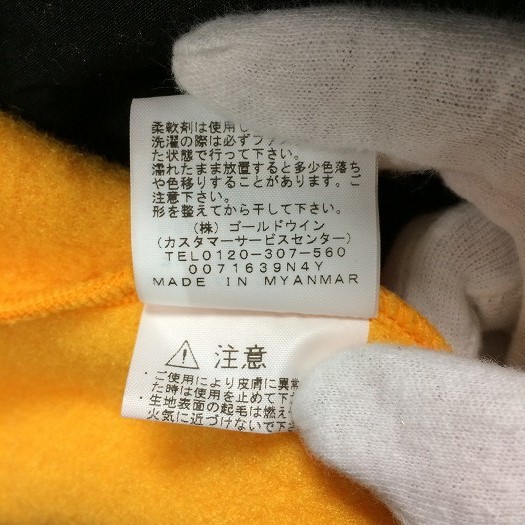 柔軟剤は使用し
洗濯の際は必ずファ
た状態で行って下さい。
濡れたまま放置すると多少色落ち
や色移りすることがあります。ご
注意下さい。
形を整えてから干して下さい。
(株) ゴールドウイン
(カスタマーサービスセンター)
TEL0120-307-560
0071639N4Y
MADE IN MYANMAR
注意
・ご使用により皮膚に異常
た時は使用を止めて下
・生地表面の起毛は燃え
火気に近づけないで下